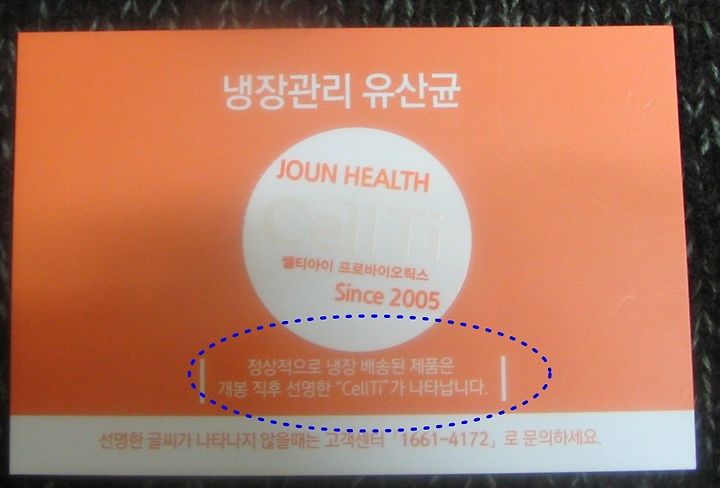 냉장관리 유산균
JOUN HEALTH
CellTi
쎌티아이 프로바이오틱스
Since 2005
정상적으로 냉장 배송된 제품은
개봉 직후 선명한 "CellTi"가 나타납니다.
선명한 글씨가 나타나지 않을때는 고객센터「1661-4172」로 문의하세요.